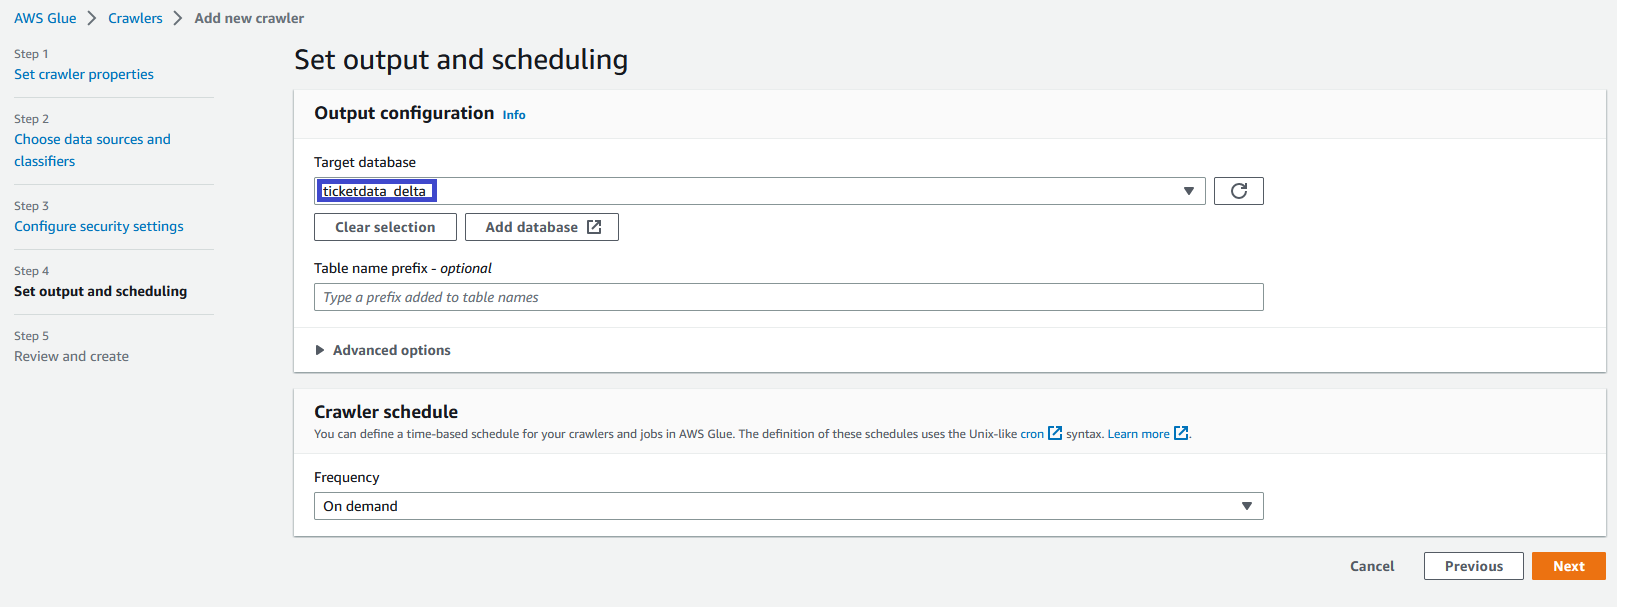 AWS Glue > Crawlers > Add new crawler
Step 1
Set crawler properties
Step 2
Choose data sources and
classifiers
Step 3
Configure security settings
Step 4
Set output and scheduling
Step 5
Review and create
Set output and scheduling
Output configuration Info
Target database
ticketdata_delta
Clear selection
Add database
Table name prefix - optional
Type a prefix added to table names
Advanced options
Crawler schedule
You can define a time-based schedule for your crawlers and jobs in AWS Glue. The definition of these schedules uses the Unix-like cron syntax. Learn more.
Frequency
On demand
Cancel
Previous
Next